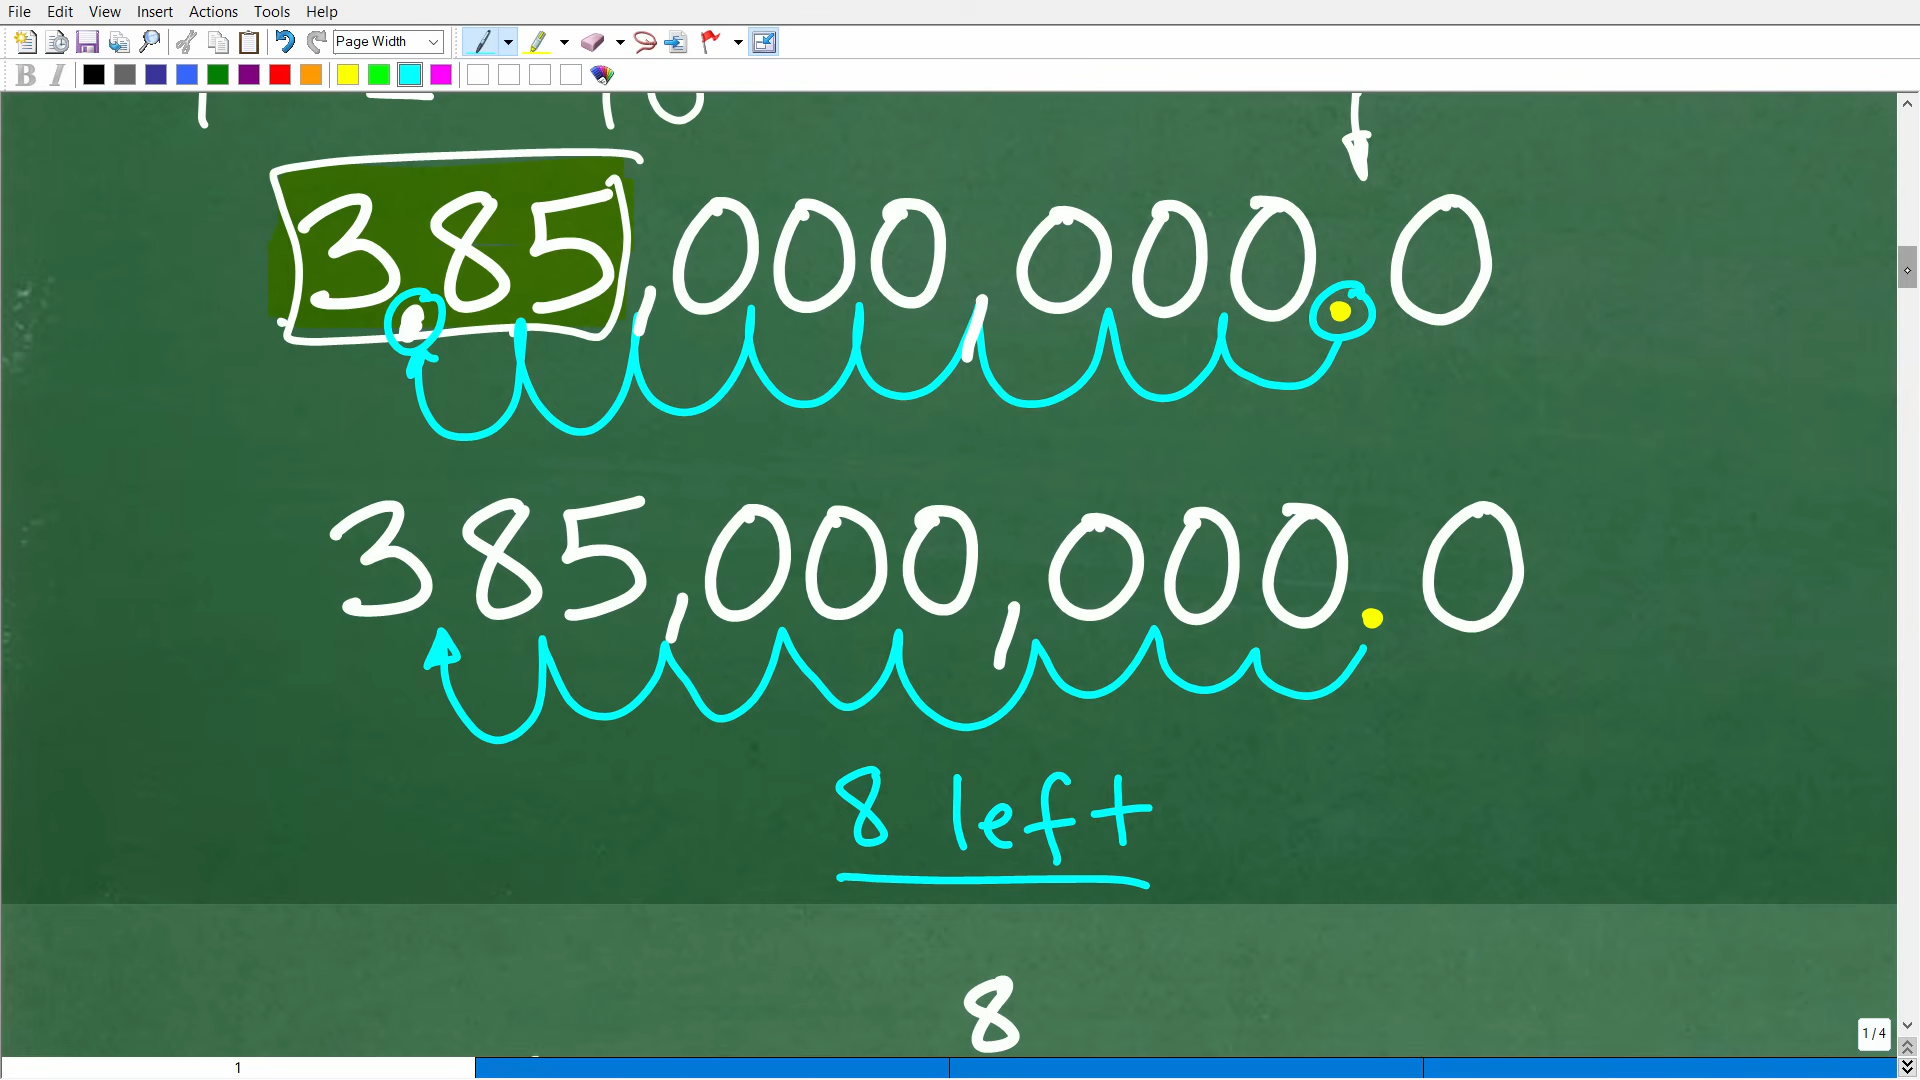 File Edit View Insert Actions Tools Help
Page Width
B I
385,000,000.0
385,000,000.0
8 left
8
1 / 4
1